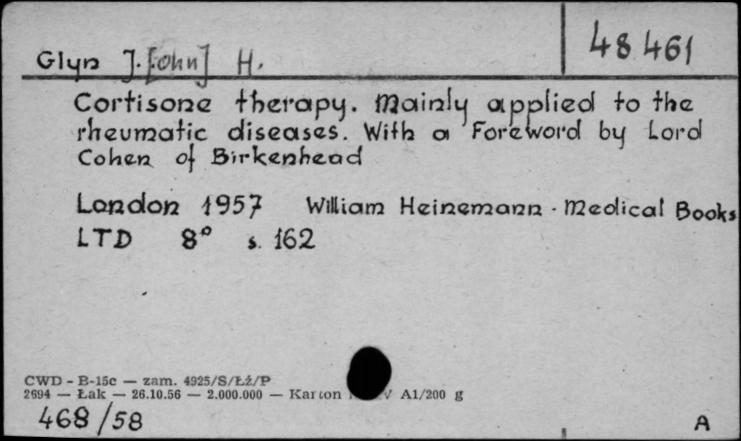 48 461
Glyn J.[ohn] H.
Cortisone therapy. Mainly applied to the
rheumatic diseases. With a Foreword by Lord
Cohen of Birkenhead
London 1957 William Heinemann · Medical Books
LTD 8° s. 162
CWD - B-15c — zam. 4925/S/Łż/P
2694 — Łak — 26.10.56 — 2.000.000 — Karton V A1/200 g
468/58
A